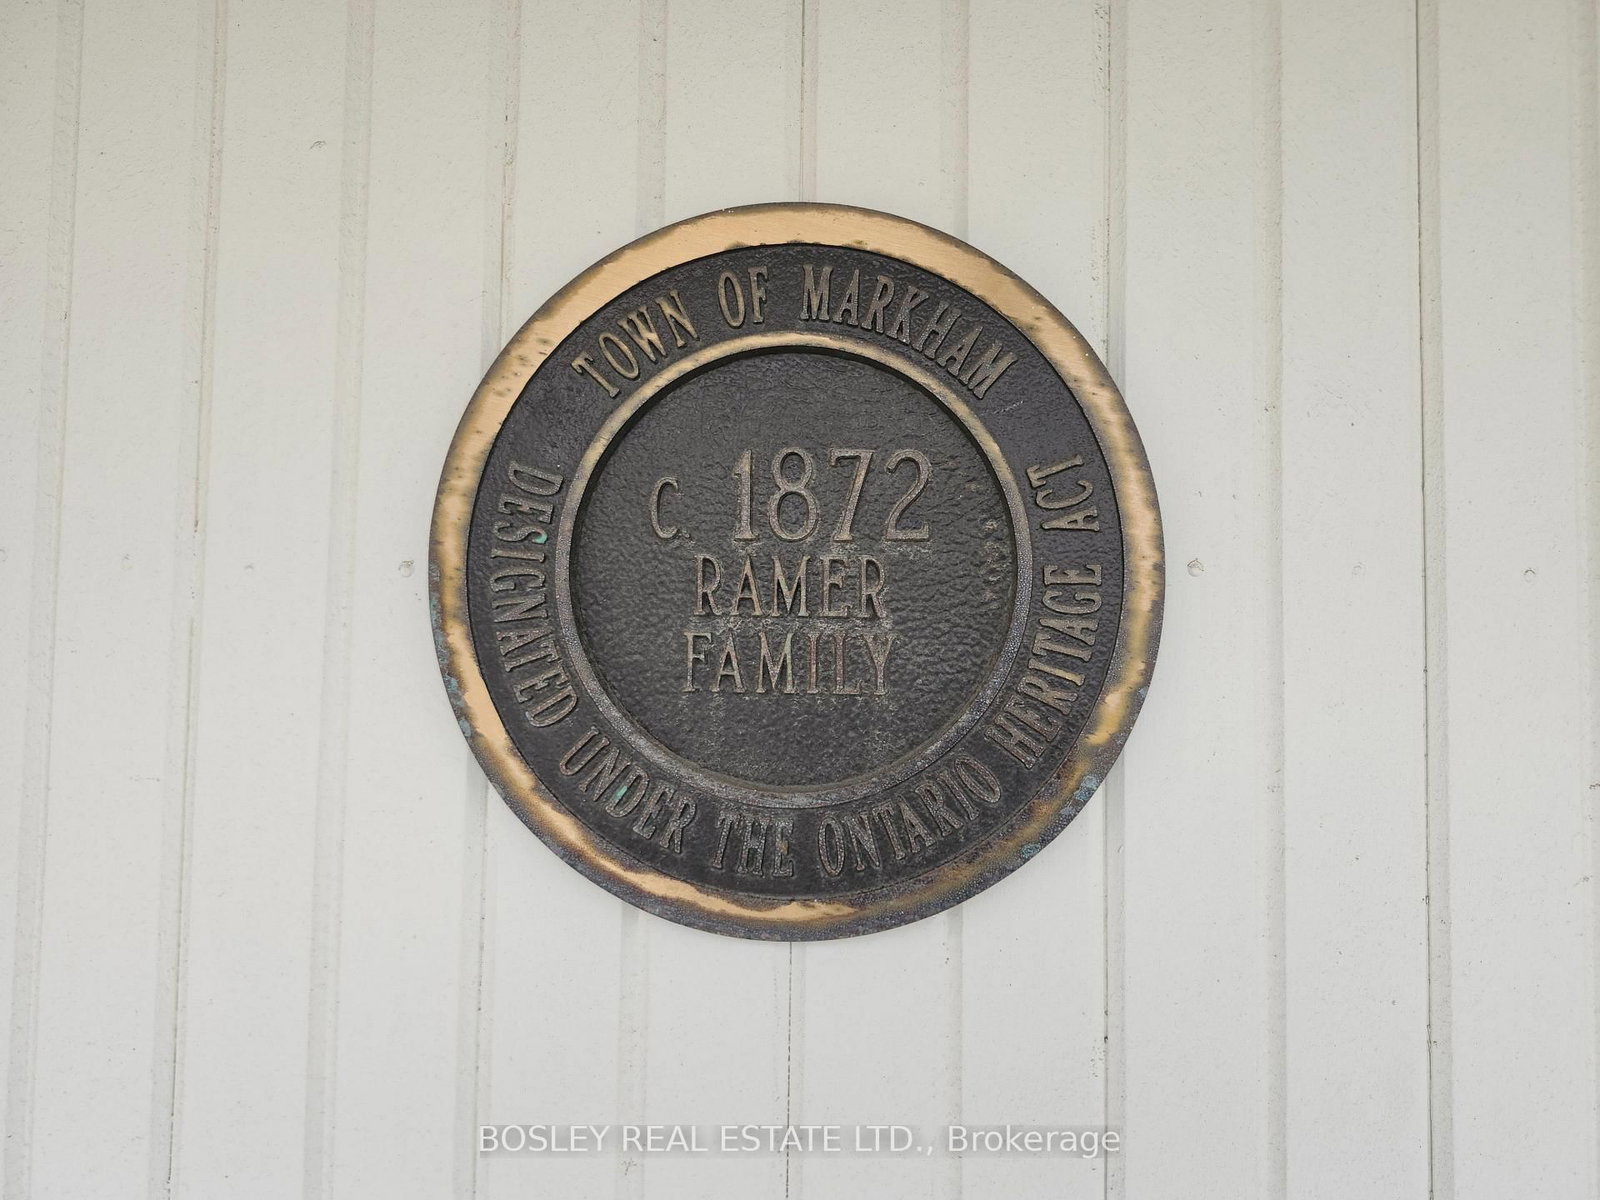 TOWN OF MARKHAM
c. 1872
RAMER
FAMILY
DESIGNATED UNDER THE ONTARIO HERITAGE ACT
BOSLEY REAL ESTATE LTD., Brokerage